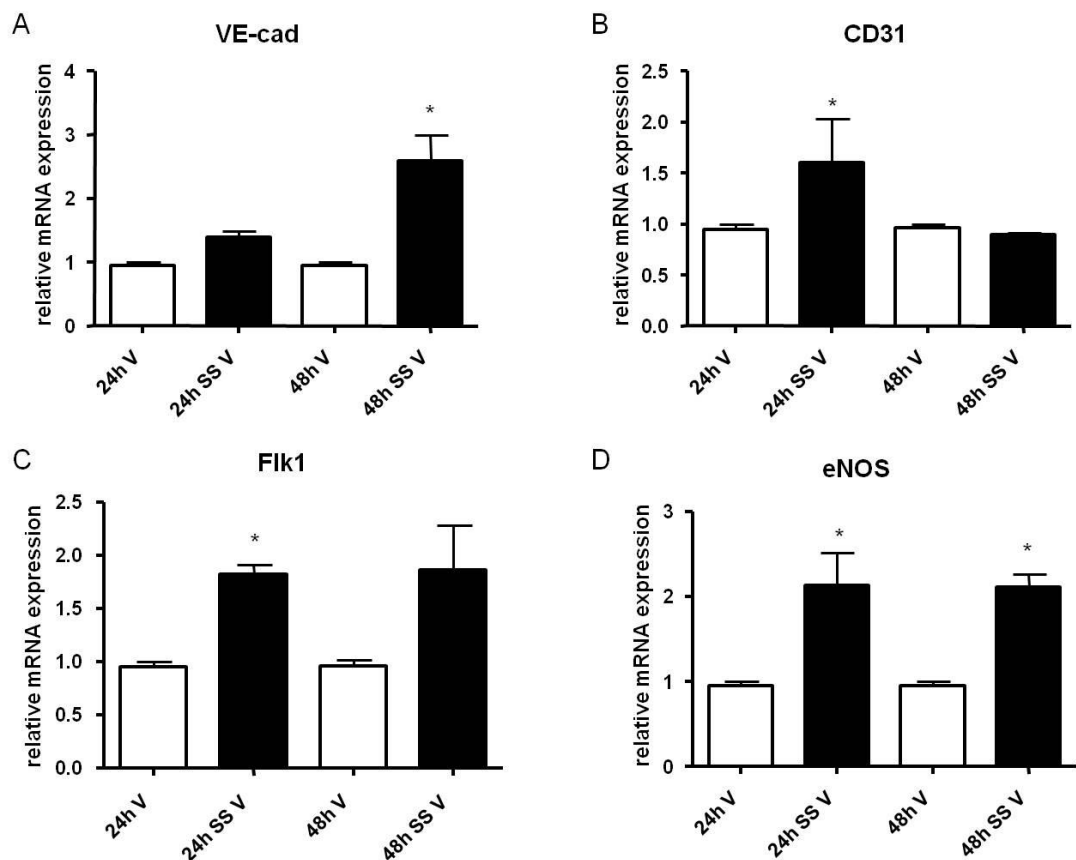 A
VE-cad
relative mRNA expression
4
3
2
1
0
*
24h V
24h SS V
48h V
48h SS V
B
CD31
relative mRNA expression
2.5
2.0
1.5
1.0
0.5
0.0
*
24h V
24h SS V
48h V
48h SS V
C
Flk1
relative mRNA expression
2.5
2.0
1.5
1.0
0.5
0.0
*
24h V
24h SS V
48h V
48h SS V
D
eNOS
relative mRNA expression
3
2
1
0
*
*
24h V
24h SS V
48h V
48h SS V